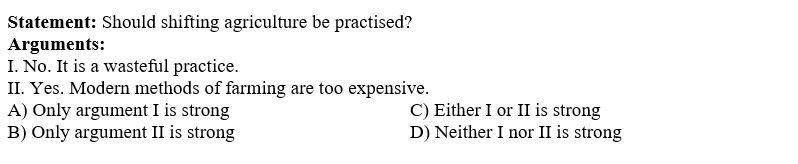 Statement: Should shifting agriculture be practised?
Arguments:
I. No. It is a wasteful practice.
II. Yes. Modern methods of farming are too expensive.
A) Only argument I is strong C) Either I or II is strong
B) Only argument II is strong D) Neither I nor II is strong